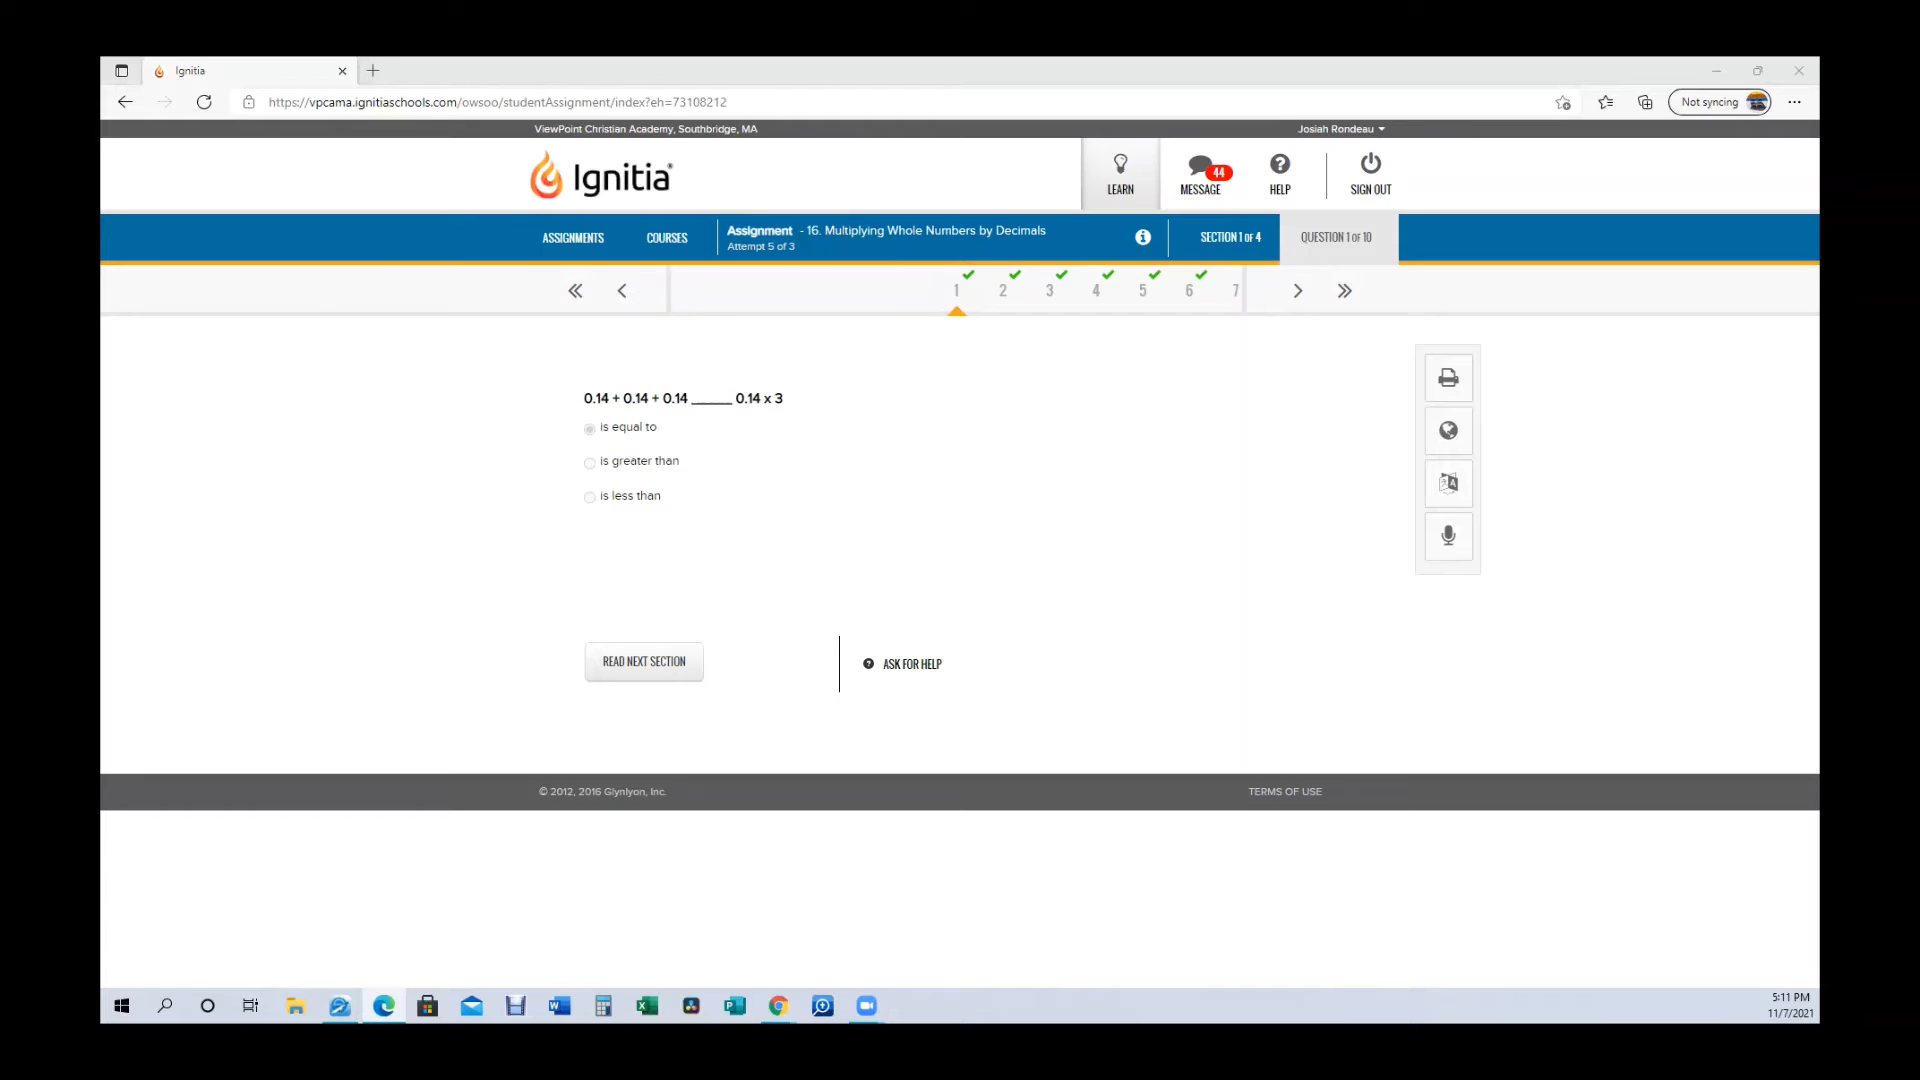 Ignitia
https://vpcama.ignitiaschools.com/owsoo/studentAssignment/index?eh=73108212
Not syncing
ViewPoint Christian Academy, Southbridge, MA
Josiah Rondeau
Ignitia
LEARN
44
MESSAGE
HELP
SIGN OUT
ASSIGNMENTS
COURSES
Assignment - 16. Multiplying Whole Numbers by Decimals
Attempt 5 of 3
SECTION 1 OF 4
QUESTION 1 OF 10
1 2 3 4 5 6 7
0.14 + 0.14 + 0.14 ______ 0.14 x 3
is equal to
is greater than
is less than
READ NEXT SECTION
ASK FOR HELP
© 2012, 2016 Glynlyon, Inc.
TERMS OF USE
5:11 PM
11/7/2021